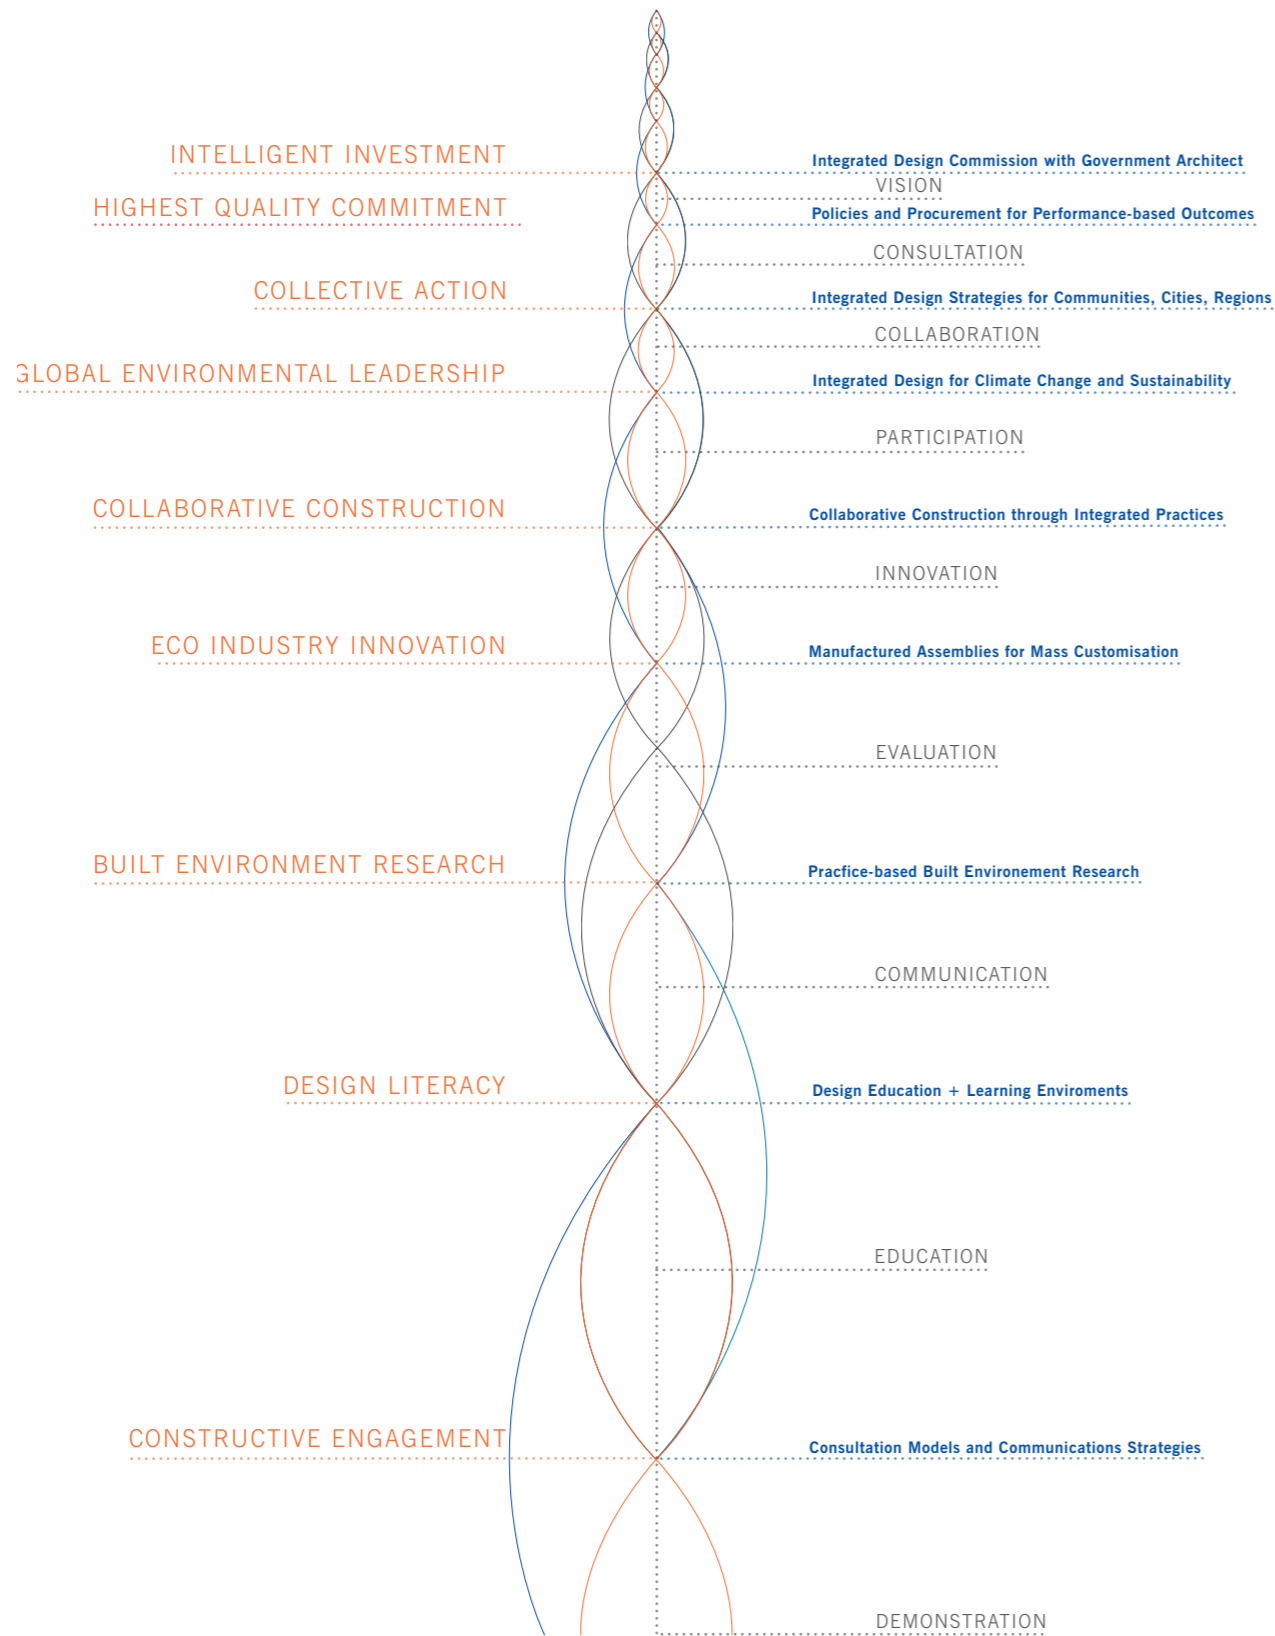 INTELLIGENT INVESTMENT
Integrated Design Commission with Government Architect
VISION
HIGHEST QUALITY COMMITMENT
Policies and Procurement for Performance-based Outcomes
CONSULTATION
COLLECTIVE ACTION
Integrated Design Strategies for Communities, Cities, Regions
COLLABORATION
GLOBAL ENVIRONMENTAL LEADERSHIP
Integrated Design for Climate Change and Sustainability
PARTICIPATION
COLLABORATIVE CONSTRUCTION
Collaborative Construction through Integrated Practices
INNOVATION
ECO INDUSTRY INNOVATION
Manufactured Assemblies for Mass Customisation
EVALUATION
BUILT ENVIRONMENT RESEARCH
Pracfice-based Built Environement Research
COMMUNICATION
DESIGN LITERACY
Design Education + Learning Enviroments
EDUCATION
CONSTRUCTIVE ENGAGEMENT
Consultation Models and Communications Strategies
DEMONSTRATION